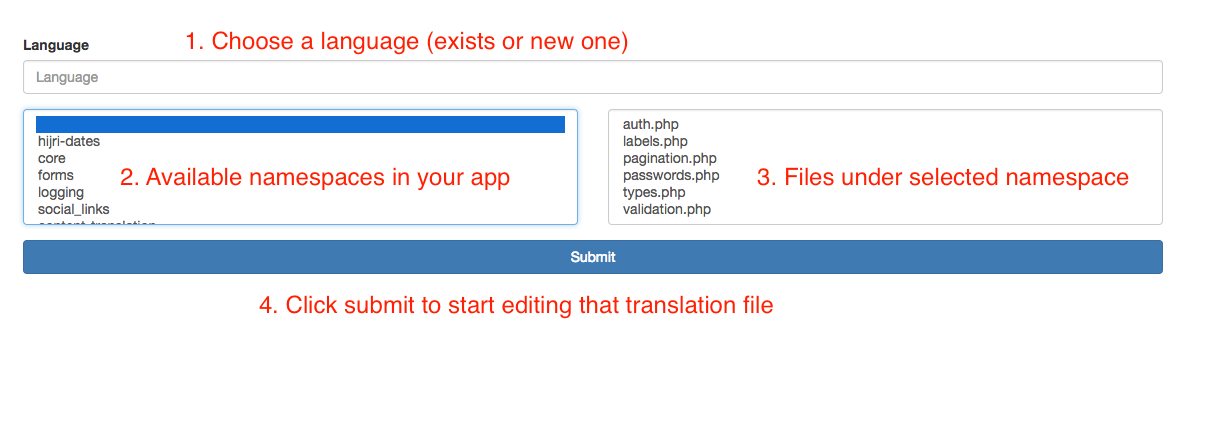 Language
1. Choose a language (exists or new one)
Language
hijri-dates
core
forms
logging
social_links
content-translation
2. Available namespaces in your app
auth.php
labels.php
pagination.php
passwords.php
types.php
validation.php
3. Files under selected namespace
Submit
4. Click submit to start editing that translation file